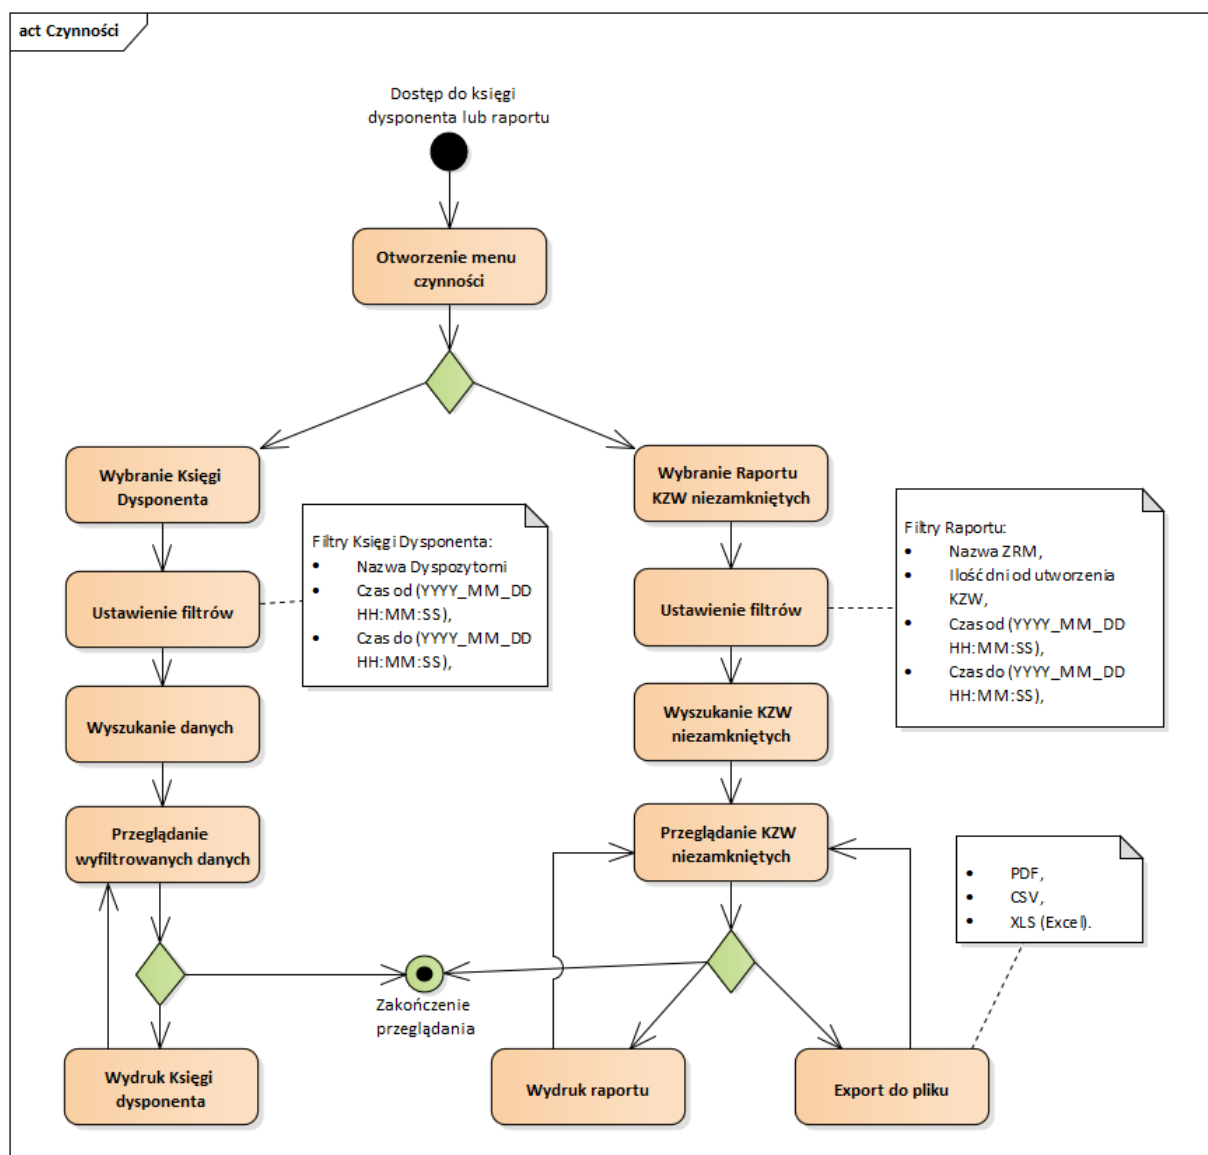 act Czynności
Dostęp do księgi
dysponenta lub raportu
Otworzenie menu
czynności
Wybranie Księgi
Dysponenta
Wybranie Raportu
KZW niezamkniętych
Filtry Księgi Dysponenta:
• Nazwa Dyspozytorni
• Czas od (YYYY_MM_DD
HH:MM:SS),
• Czas do (YYYY_MM_DD
HH:MM:SS),
Filtry Raportu:
• Nazwa ZRM,
• Ilość dni od utworzenia
KZW,
• Czas od (YYYY_MM_DD
HH:MM:SS),
• Czas do (YYYY_MM_DD
HH:MM:SS),
Ustawienie filtrów
Ustawienie filtrów
Wyszukanie danych
Wyszukanie KZW
niezamkniętych
Przeglądanie
wyfiltrowanych danych
Przeglądanie KZW
niezamkniętych
• PDF,
• CSV,
• XLS (Excel).
Zakończenie
przeglądania
Wydruk Księgi
dysponenta
Wydruk raportu
Export do pliku